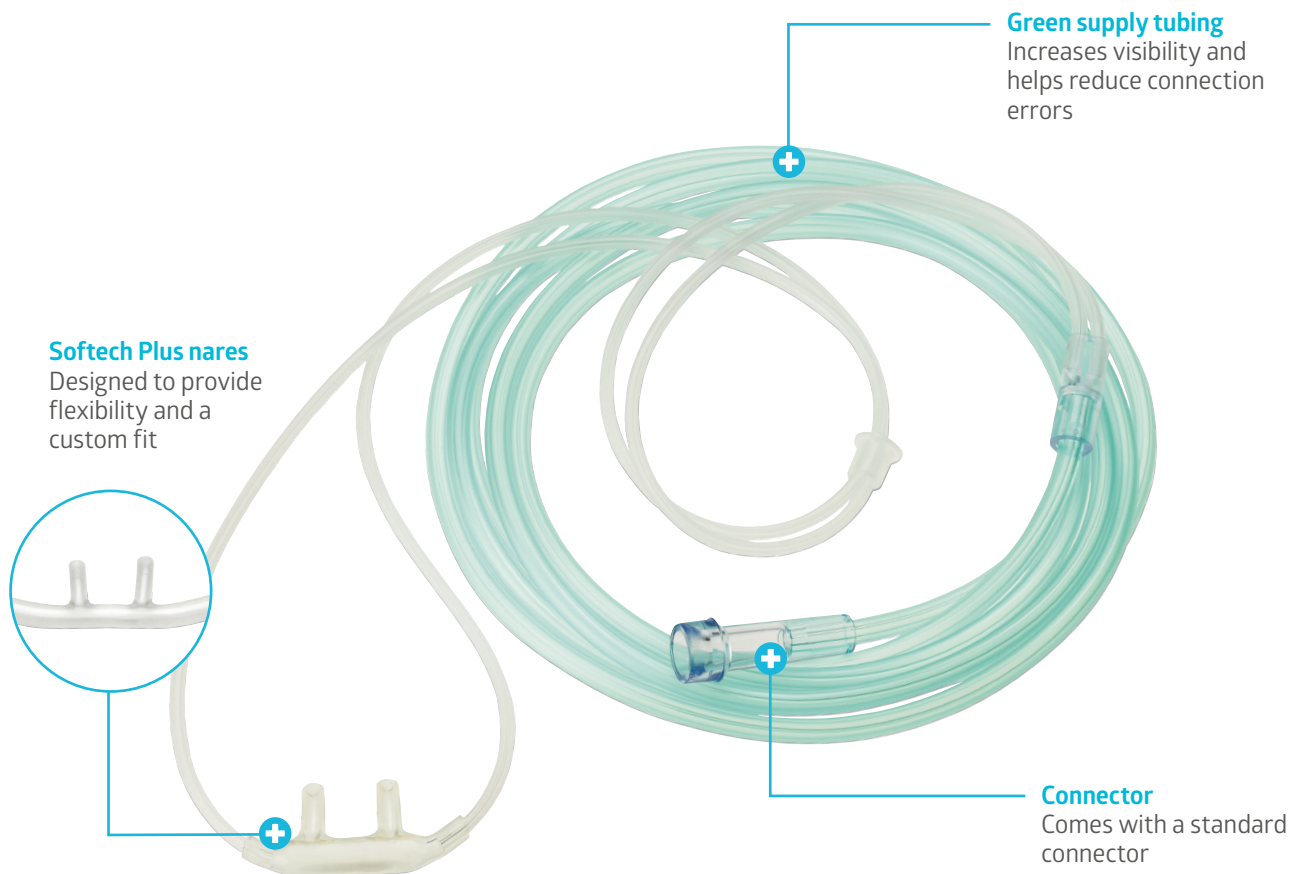 Green supply tubing
Increases visibility and
helps reduce connection
errors
Softech Plus nares
Designed to provide
flexibility and a
custom fit
Connector
Comes with a standard
connector